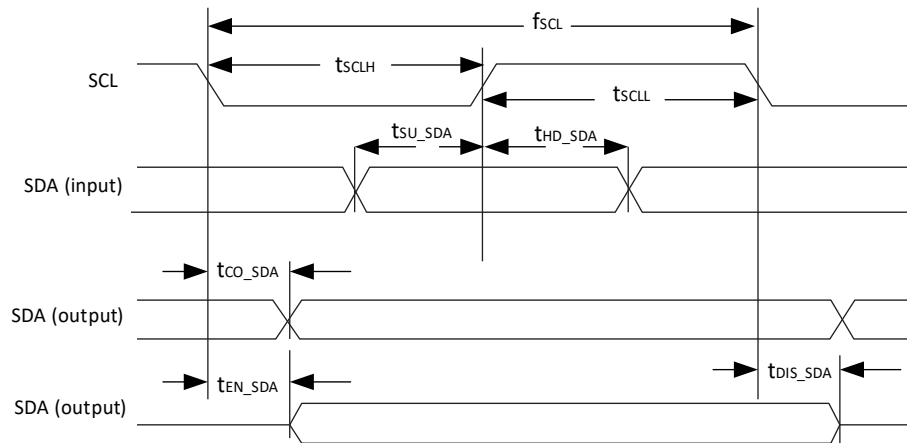 fSCL
tSCLH
SCL
tSCLL
tSU_SDA
tHD_SDA
SDA (input)
tCO_SDA
SDA (output)
tEN_SDA
tDIS_SDA
SDA (output)